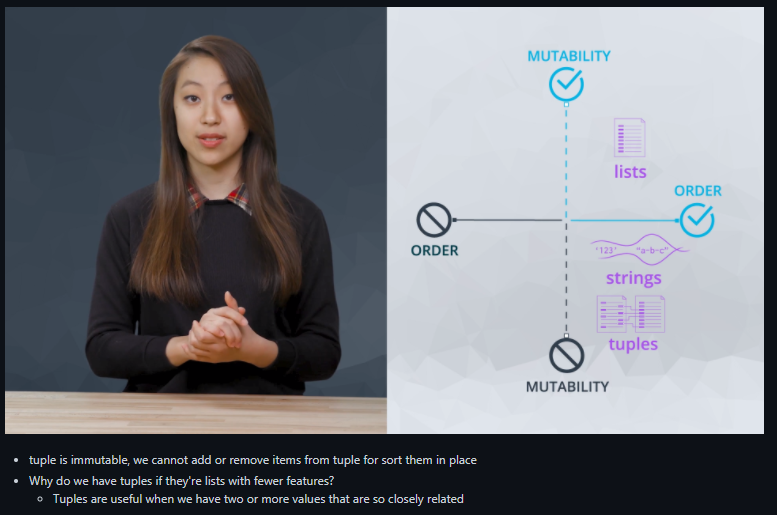 MUTABILITY
lists
ORDER
ORDER
"123" "a-b-c"
strings
tuples
MUTABILITY
tuple is immutable, we cannot add or remove items from tuple for sort them in place
Why do we have tuples if they're lists with fewer features?
Tuples are useful when we have two or more values that are so closely related